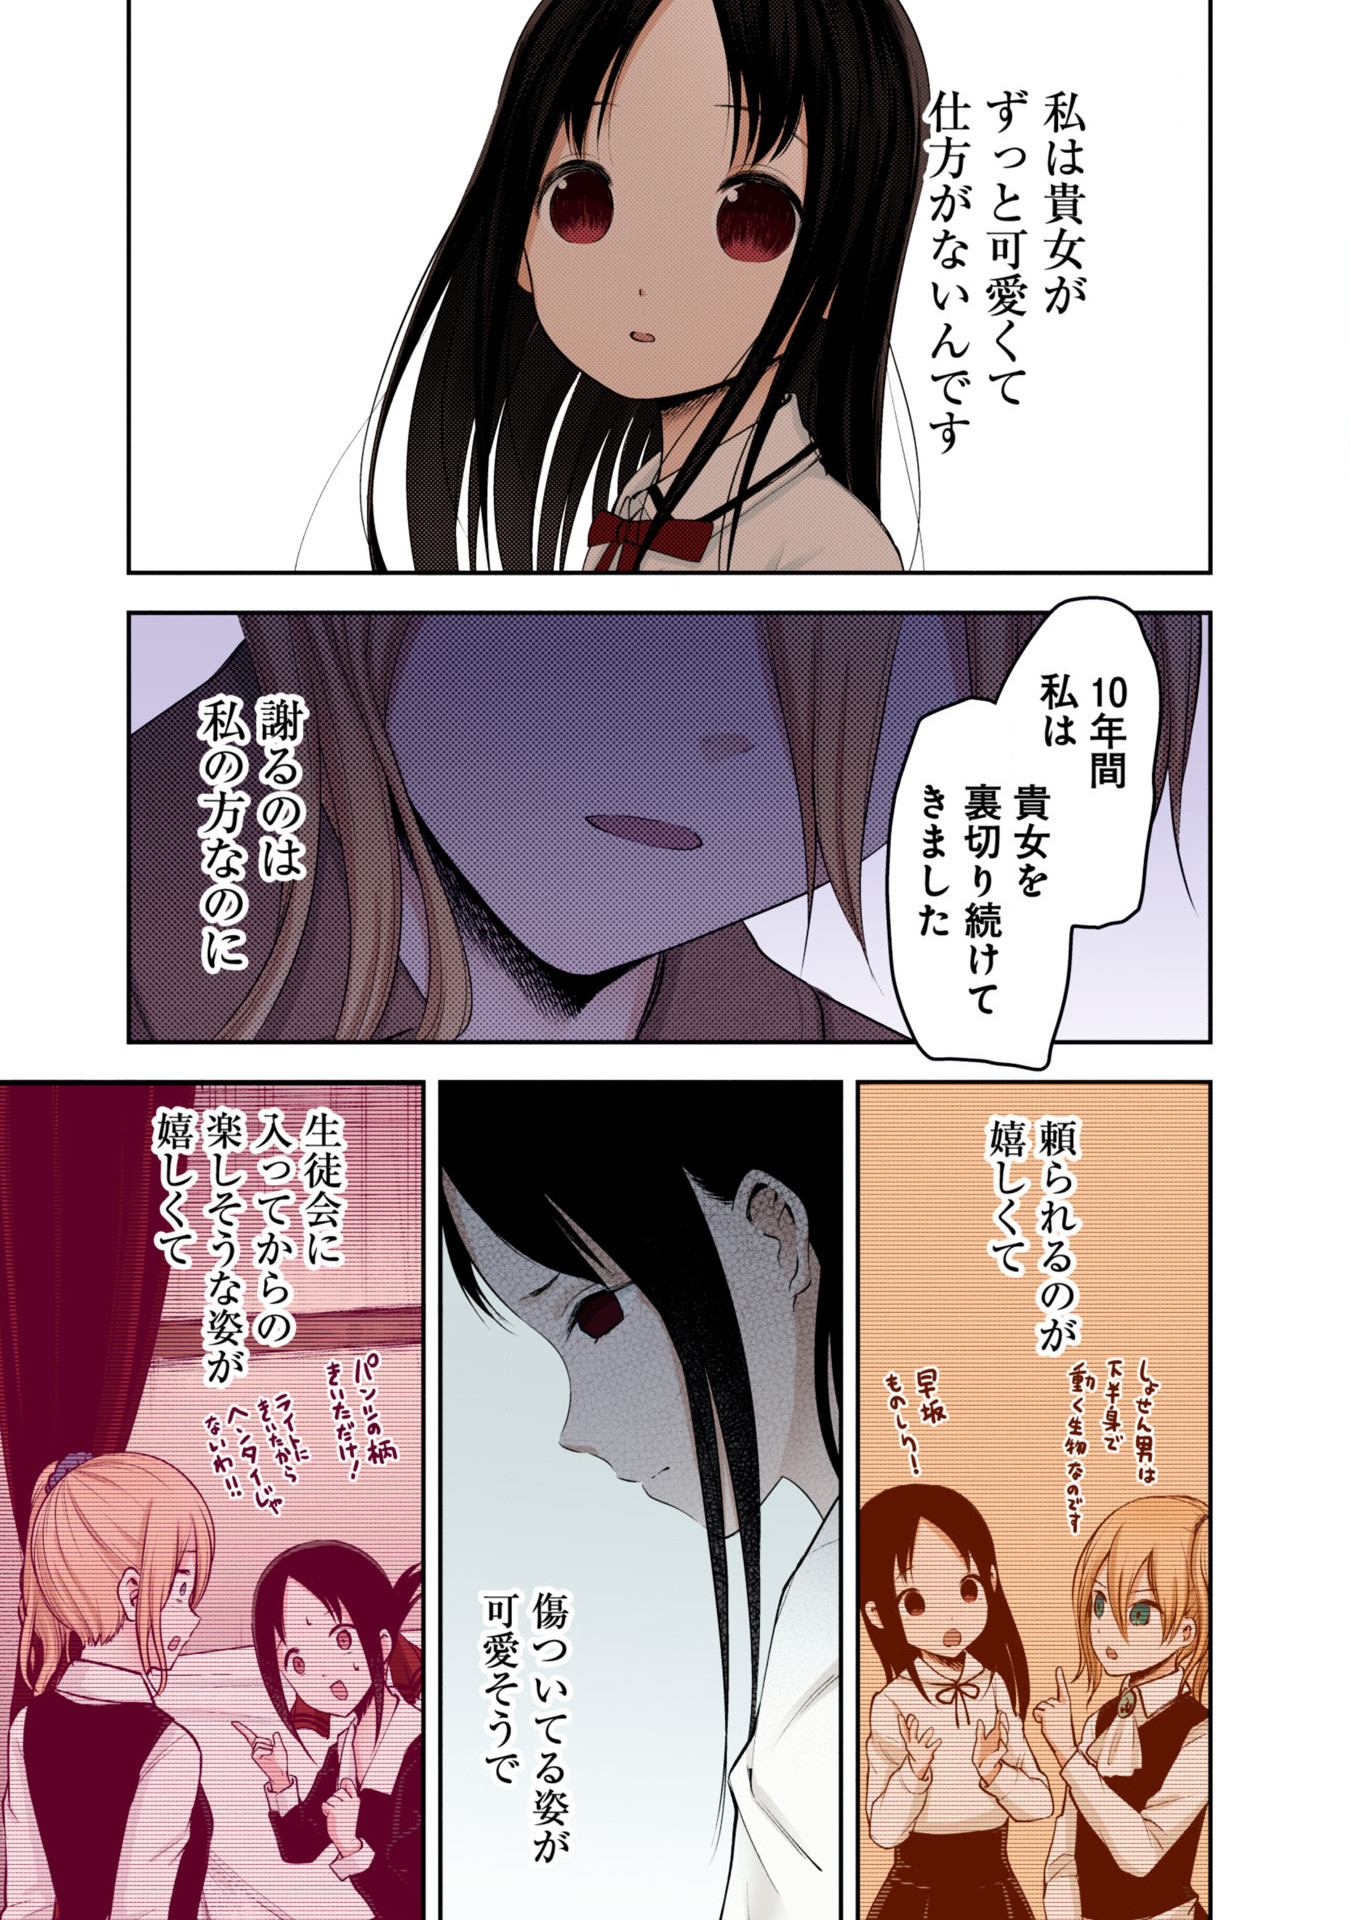 私は貴女が
ずっと可愛くて
仕方がないんです
10年間
私は
貴女を
裏切り続けて
きました
謝るのは
私の方なのに
頼られるのが
嬉しくて
しょせん男は
下半身で
動く生物なのです
早坂
ものしり!
傷ついてる姿が
可愛そうで
生徒会に
入ってからの
楽しそうな姿が
嬉しくて
パンツの柄
きいただけ!
ライトに
きいたから
ヘンタイじゃ
ないわ!!